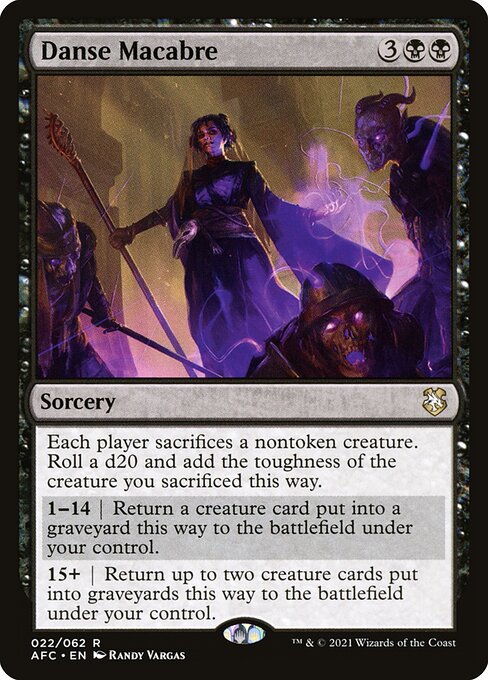 Danse Macabre 3
Sorcery
Each player sacrifices a nontoken creature.
Roll a d20 and add the toughness of the
creature you sacrificed this way.
1–14 | Return a creature card put into a
graveyard this way to the battlefield under
your control.
15+ | Return up to two creature cards put
into graveyards this way to the battlefield
under your control.
022/062 R
AFC • EN Randy Vargas
™ & © 2021 Wizards of the Coast